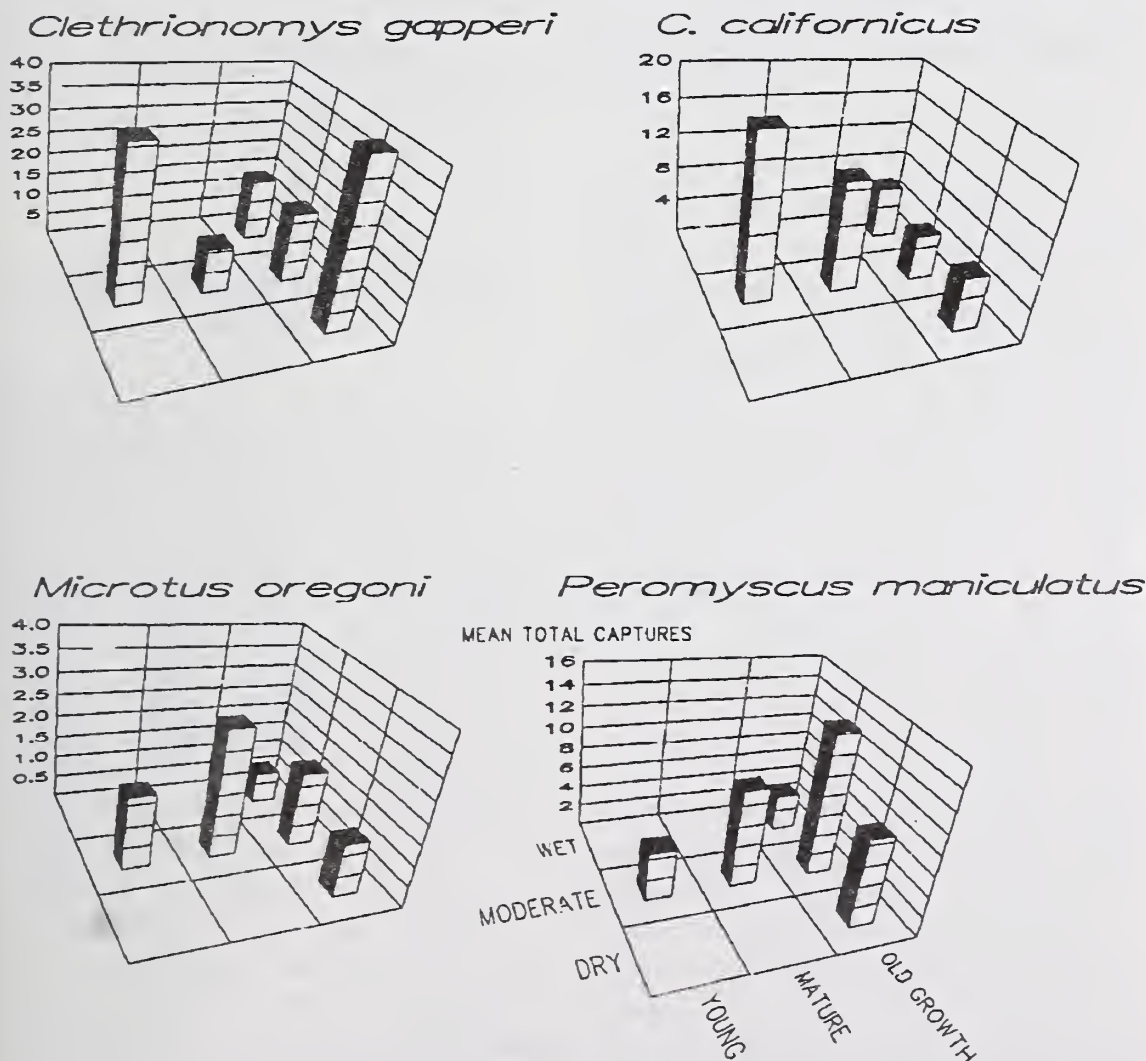 Clethrionomys gapperi
40
35
30
25
20
15
10
5
C. californicus
20
16
12
8
4
Microtus oregoni
4.0
3.5
3.0
2.5
2.0
1.5
1.0
0.5
Peromyscus maniculatus
MEAN TOTAL CAPTURES
16
14
12
10
8
6
4
2
WET
MODERATE
DRY
YOUNG
MATURE
OLD GROWTH